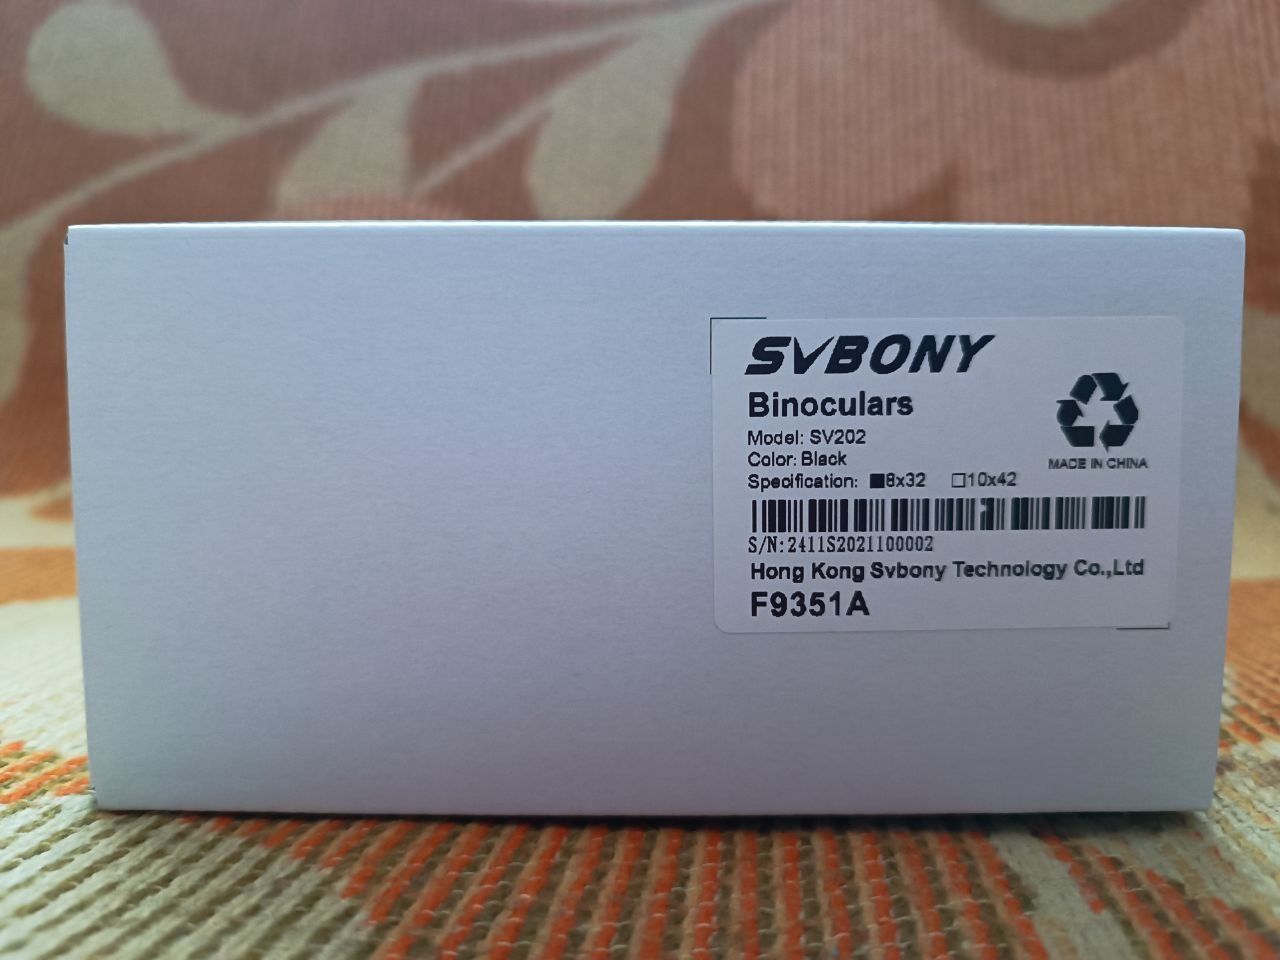 SVBONY
Binoculars
Model: SV202
Color: Black
Specification: ■8x32 □10x42
MADE IN CHINA
S/N:2411S2021100002
Hong Kong Svbony Technology Co.,Ltd
F9351A